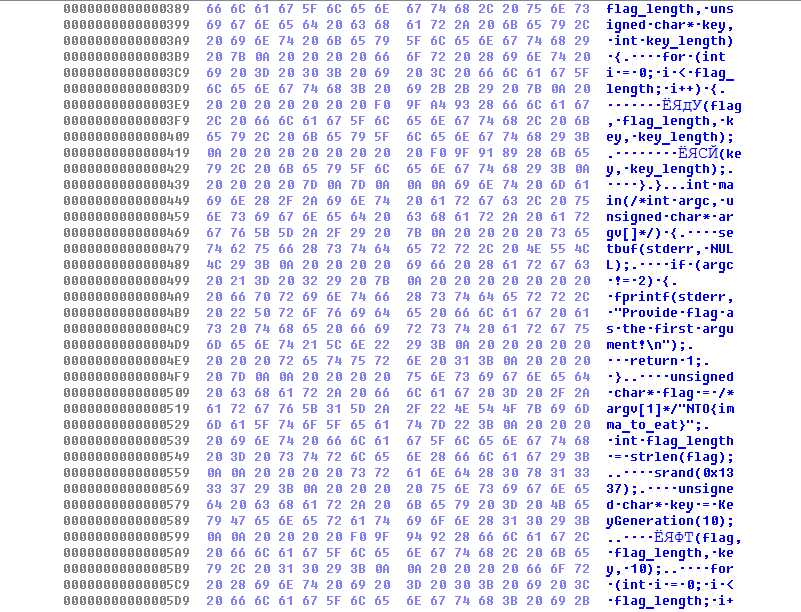 0000000000000389 66 6C 61 67 5F 6C 65 6E 67 74 68 2C 20 75 6E 73 flag_length,·uns
0000000000000399 69 67 6E 65 64 20 63 68 61 72 2A 20 6B 65 79 2C igned·char*·key,
00000000000003A9 20 69 6E 74 20 6B 65 79 5F 6C 65 6E 67 74 68 29 ·int·key_length)
00000000000003B9 20 7B 0A 20 20 20 20 66 6F 72 20 28 69 6E 74 20 ·{.····for·(int·
00000000000003C9 69 20 3D 20 30 3B 20 69 20 3C 20 66 6C 61 67 5F i·=·0;·i·<·flag_
00000000000003D9 6C 65 6E 67 74 68 3B 20 69 2B 2B 29 20 7B 0A 20 length;·i++)·{.·
00000000000003E9 20 20 20 20 20 20 20 F0 9F A4 93 28 66 6C 61 67 ·······ЁЯдУ(flag
00000000000003F9 2C 20 66 6C 61 67 5F 6C 65 6E 67 74 68 2C 20 6B ,·flag_length,·k
0000000000000409 65 79 2C 20 6B 65 79 5F 6C 65 6E 67 74 68 29 3B ey,·key_length);
0000000000000419 0A 20 20 20 20 20 20 20 20 F0 9F 91 89 28 6B 65 .········ЁЯСЙ(ke
0000000000000429 79 2C 20 6B 65 79 5F 6C 65 6E 67 74 68 29 3B 0A y,·key_length);.
0000000000000439 20 20 20 20 7D 0A 7D 0A 0A 0A 69 6E 74 20 6D 61 ····}.}...int·ma
0000000000000449 69 6E 28 2F 2A 69 6E 74 20 61 72 67 63 2C 20 75 in(/*int·argc,·u
0000000000000459 6E 73 69 67 6E 65 64 20 63 68 61 72 2A 20 61 72 nsigned·char*·ar
0000000000000469 67 76 5B 5D 2A 2F 29 20 7B 0A 20 20 20 20 73 65 gv[]*/)·{.····se
0000000000000479 74 62 75 66 28 73 74 64 65 72 72 2C 20 4E 55 4C tbuf(stderr,·NUL
0000000000000489 4C 29 3B 0A 20 20 20 20 69 66 20 28 61 72 67 63 L);.····if·(argc
0000000000000499 20 21 3D 20 32 29 20 7B 0A 20 20 20 20 20 20 20 ·!=·2)·{.·······
00000000000004A9 20 66 70 72 69 6E 74 66 28 73 74 64 65 72 72 2C ·fprintf(stderr,
00000000000004B9 20 22 50 72 6F 76 69 64 65 20 66 6C 61 67 20 61 ·"Provide·flag·a
00000000000004C9 73 20 74 68 65 20 66 69 72 73 74 20 61 72 67 75 s·the·first·argu
00000000000004D9 6D 65 6E 74 21 5C 6E 22 29 3B 0A 20 20 20 20 20 ment!\n");.·····
00000000000004E9 20 20 20 72 65 74 75 72 6E 20 31 3B 0A 20 20 20 ···return·1;.···
00000000000004F9 20 7D 0A 0A 20 20 20 20 75 6E 73 69 67 6E 65 64 ·}..····unsigned
0000000000000509 20 63 68 61 72 2A 20 66 6C 61 67 20 3D 20 2F 2A ·char*·flag·=·/*
0000000000000519 61 72 67 76 5B 31 5D 2A 2F 22 4E 54 4F 7B 69 6D argv[1]*/"NTO{im
0000000000000529 6D 61 5F 74 6F 5F 65 61 74 7D 22 3B 0A 20 20 20 ma_to_eat}";.···
0000000000000539 20 69 6E 74 20 66 6C 61 67 5F 6C 65 6E 67 74 68 ·int·flag_length
0000000000000549 20 3D 20 73 74 72 6C 65 6E 28 66 6C 61 67 29 3B ·=·strlen(flag);
0000000000000559 0A 0A 20 20 20 20 73 72 61 6E 64 28 30 78 31 33 ..····srand(0x13
0000000000000569 33 37 29 3B 0A 20 20 20 20 75 6E 73 69 67 6E 65 37);.····unsigne
0000000000000579 64 20 63 68 61 72 2A 20 6B 65 79 20 3D 20 4B 65 d·char*·key·=·Ke
0000000000000589 79 47 65 6E 65 72 61 74 69 6F 6E 28 31 30 29 3B yGeneration(10);
0000000000000599 0A 0A 20 20 20 20 F0 9F 94 92 28 66 6C 61 67 2C ..····ЁЯФТ(flag,
00000000000005A9 20 66 6C 61 67 5F 6C 65 6E 67 74 68 2C 20 6B 65 ·flag_length,·ke
00000000000005B9 79 2C 20 31 30 29 3B 0A 0A 20 20 20 20 66 6F 72 y,·10);..····for
00000000000005C9 20 28 69 6E 74 20 69 20 3D 20 30 3B 20 69 20 3C ·(int·i·=·0;·i·<
00000000000005D9 20 66 6C 61 67 5F 6C 65 6E 67 74 68 3B 20 69 2B ·flag_length;·i+